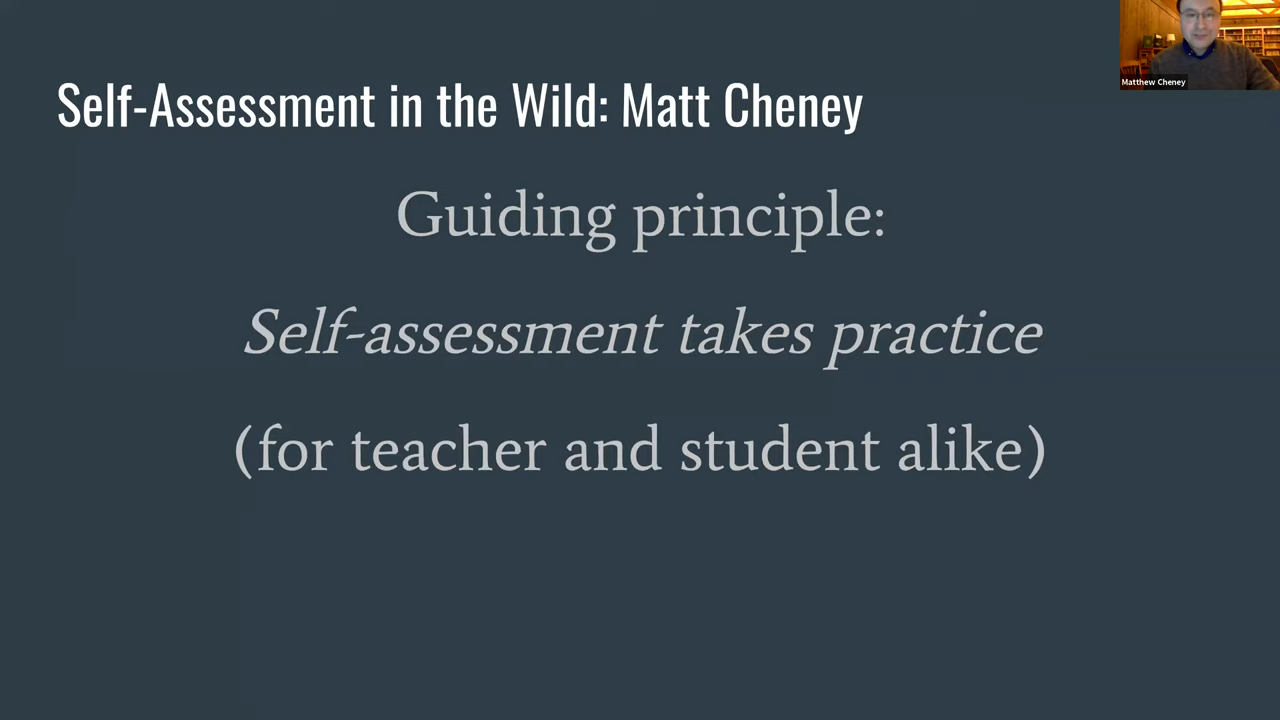 Matthew Cheney
Self-Assessment in the Wild: Matt Cheney
Guiding principle:
Self-assessment takes practice
(for teacher and student alike)